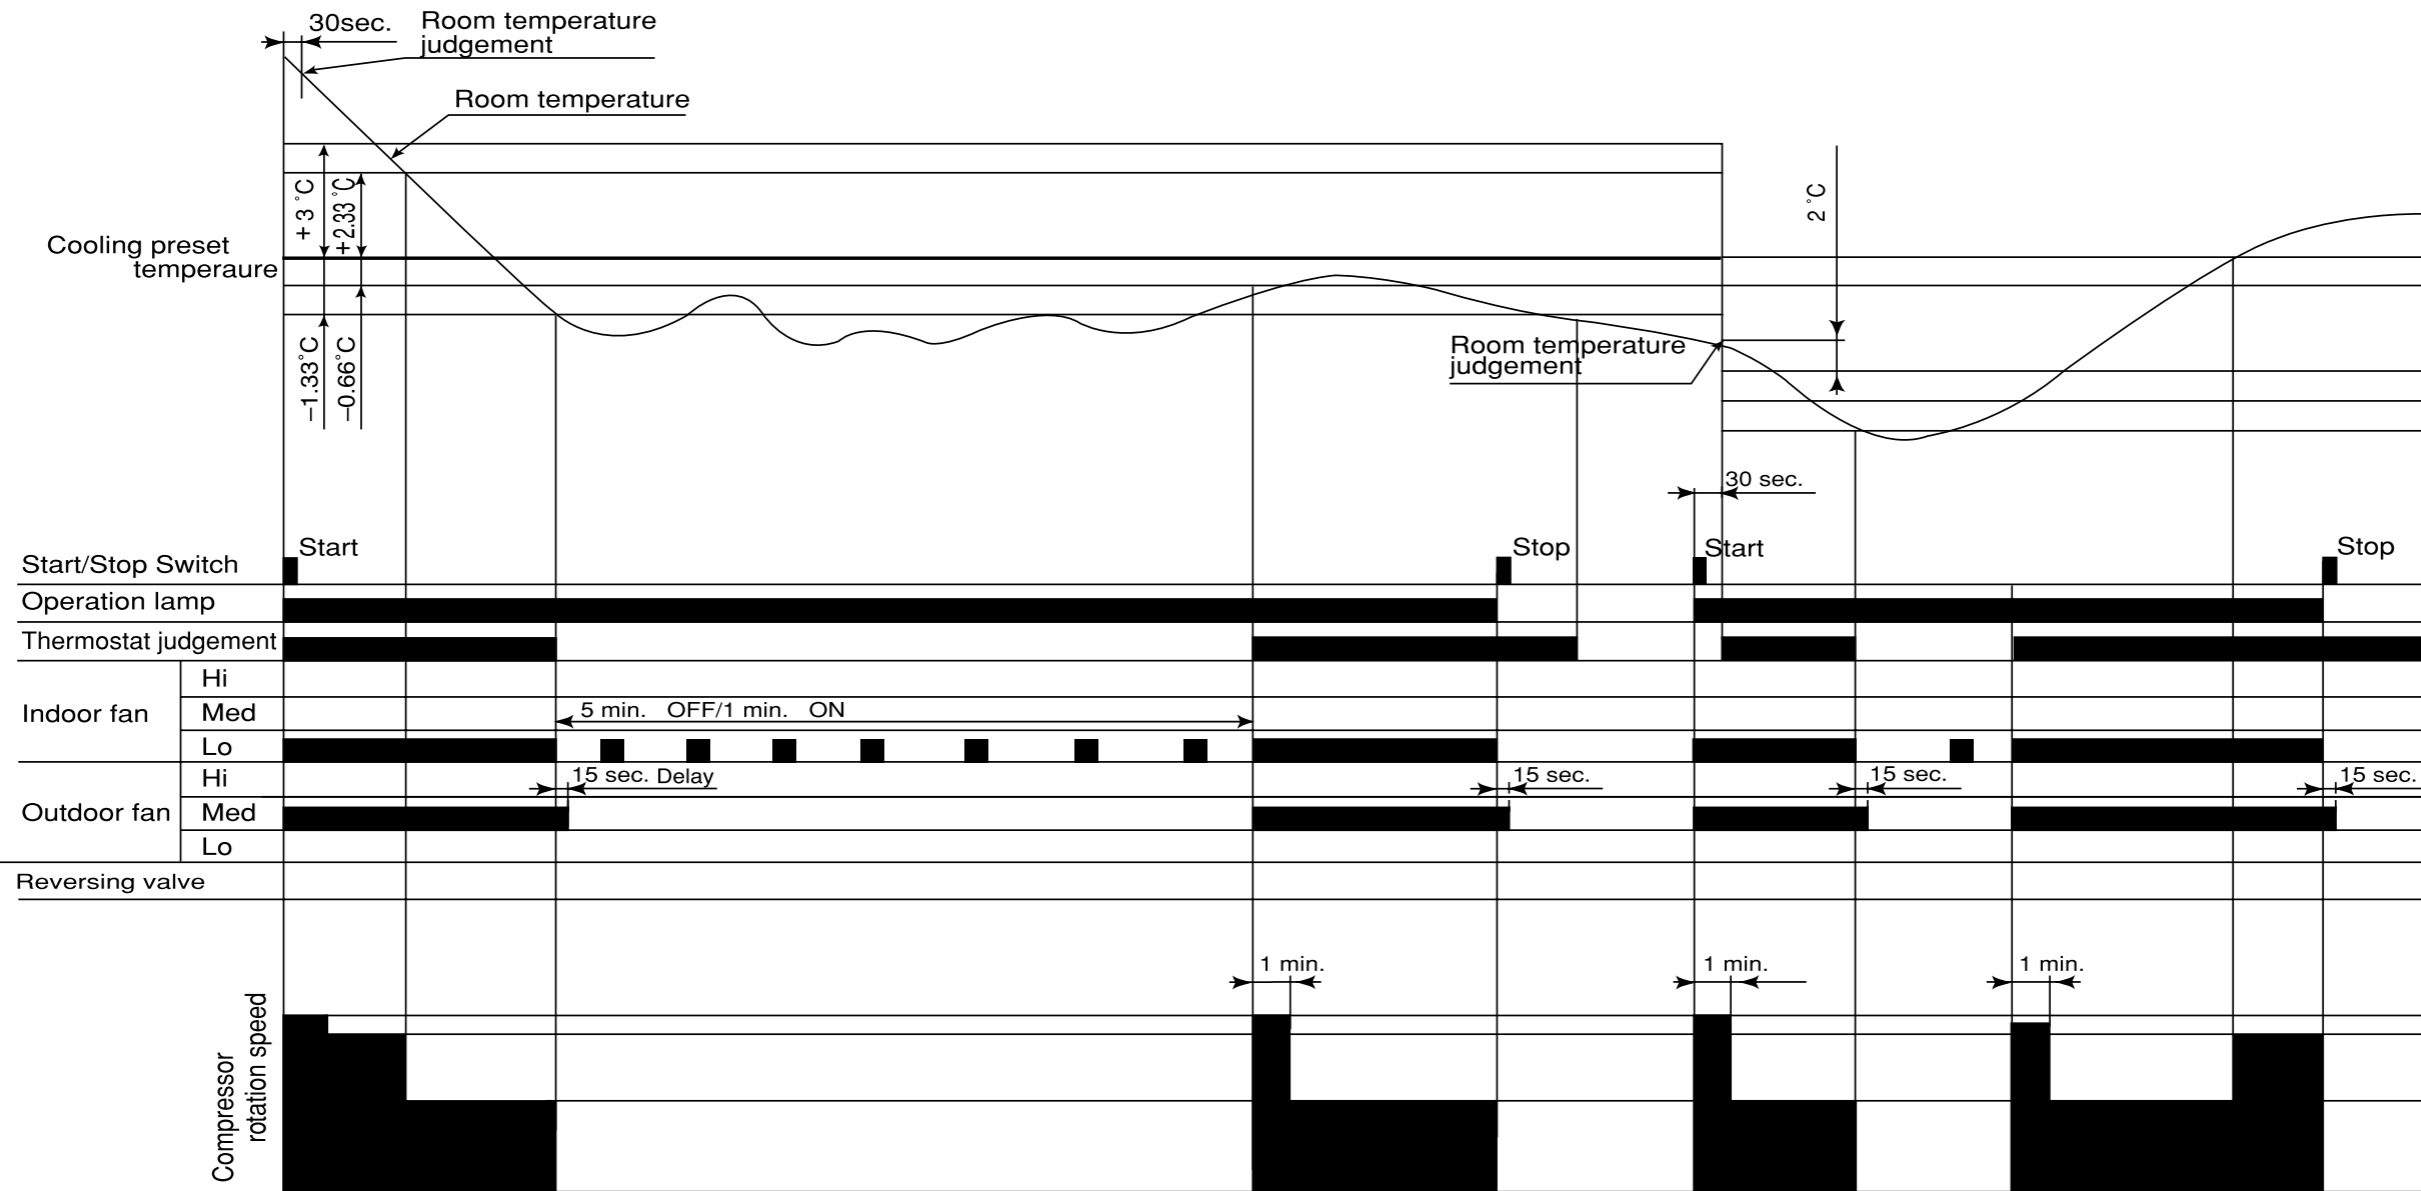 30sec.
Room temperature
judgement
Room temperature
+3 °C
+2.33 °C
2 °C
Cooling preset
temperaure
−1.33°C
−0.66°C
Room temperature
judgement
30 sec.
Start
Stop
Start
Stop
Start/Stop Switch
Operation lamp
Thermostat judgement
Indoor fan
Hi
Med
Lo
5 min. OFF/1 min. ON
Outdoor fan
Hi
Med
Lo
15 sec. Delay
15 sec.
15 sec.
15 sec.
Reversing valve
1 min.
1 min.
1 min.
Compressor
rotation speed